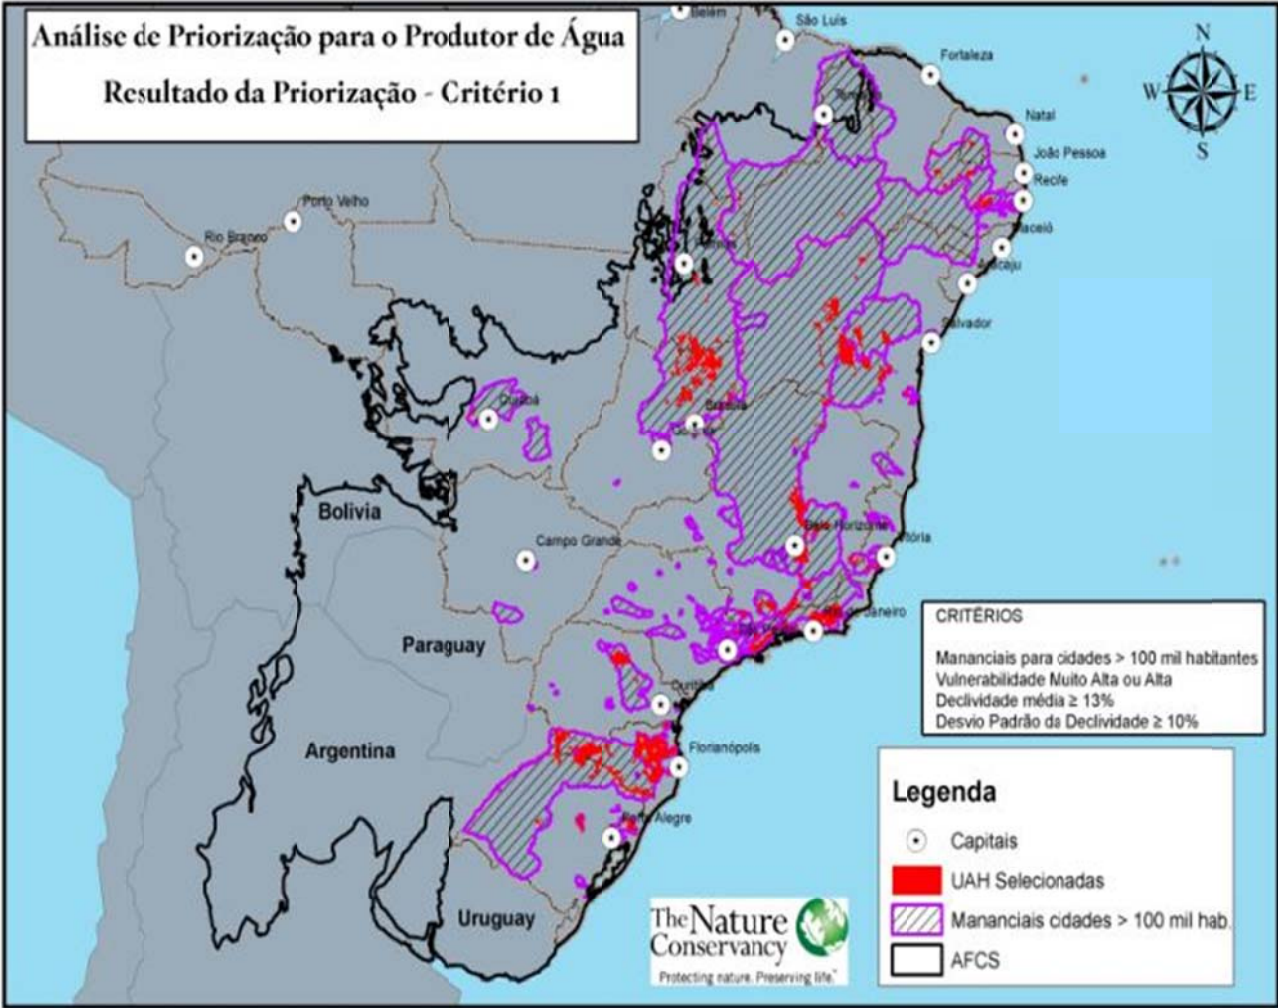 Análise de Priorização para o Produtor de Água
Resultado da Priorização - Critério 1
Belém
São Luís
Fortaleza
Natal
João Pessoa
Recife
Maceió
Aracaju
Salvador
Porto Velho
Rio Branco
Cuiabá
Brasília
Goiânia
Bolivia
Campo Grande
Belo Horizonte
Vitória
Rio de Janeiro
Paraguay
Curitiba
Argentina
Florianópolis
Porto Alegre
Uruguay
N
W
E
S
CRITÉRIOS
Mananciais para cidades > 100 mil habitantes
Vulnerabilidade Muito Alta ou Alta
Declividade média ≥ 13%
Desvio Padrão da Declividade ≥ 10%
Legenda
Capitais
UAH Selecionadas
Mananciais cidades > 100 mil hab.
AFCS
The Nature
Conservancy
Protecting nature. Preserving life.™